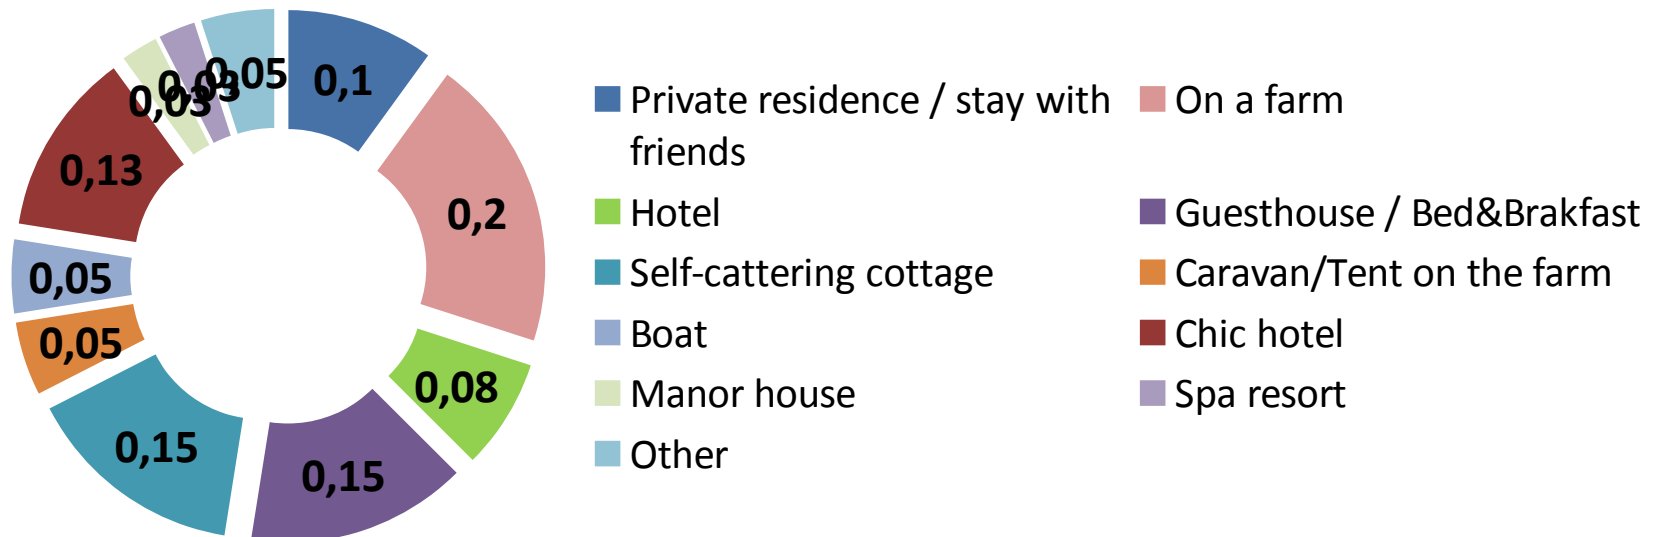 0,05
0,1
0,03
0,03
0,13
0,2
0,05
0,05
0,08
0,15
0,15
Private residence / stay with
friends
On a farm
Hotel
Guesthouse / Bed&Brakfast
Self-cattering cottage
Caravan/Tent on the farm
Boat
Chic hotel
Manor house
Spa resort
Other